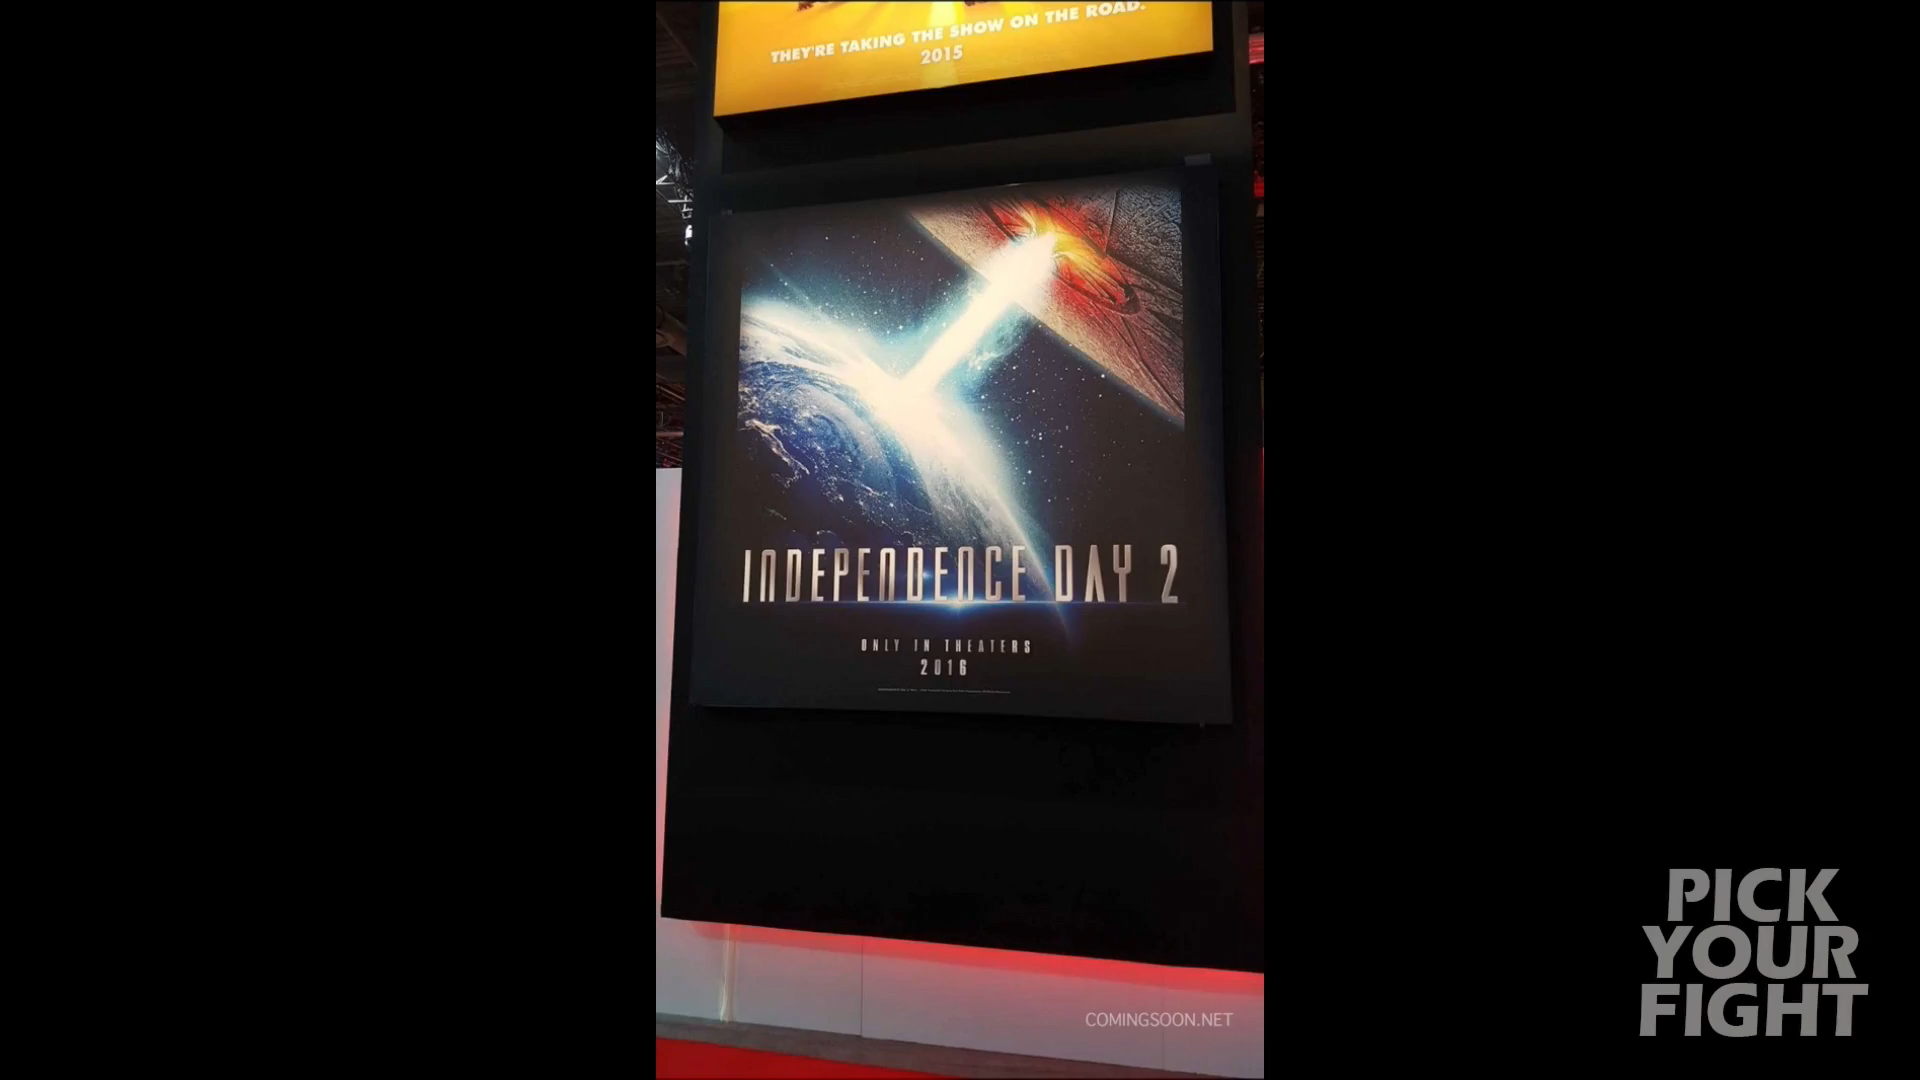 THEY'RE TAKING THE SHOW ON THE ROAD.
2015
INDEPENDENCE DAY 2
ONLY IN THEATERS
2016
COMINGSOON.NET
PICK
YOUR
FIGHT